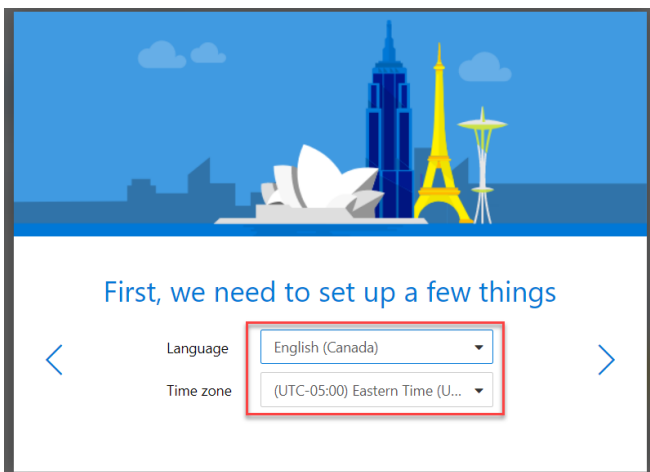 First, we need to set up a few things
Language English (Canada)
Time zone (UTC-05:00) Eastern Time (U...